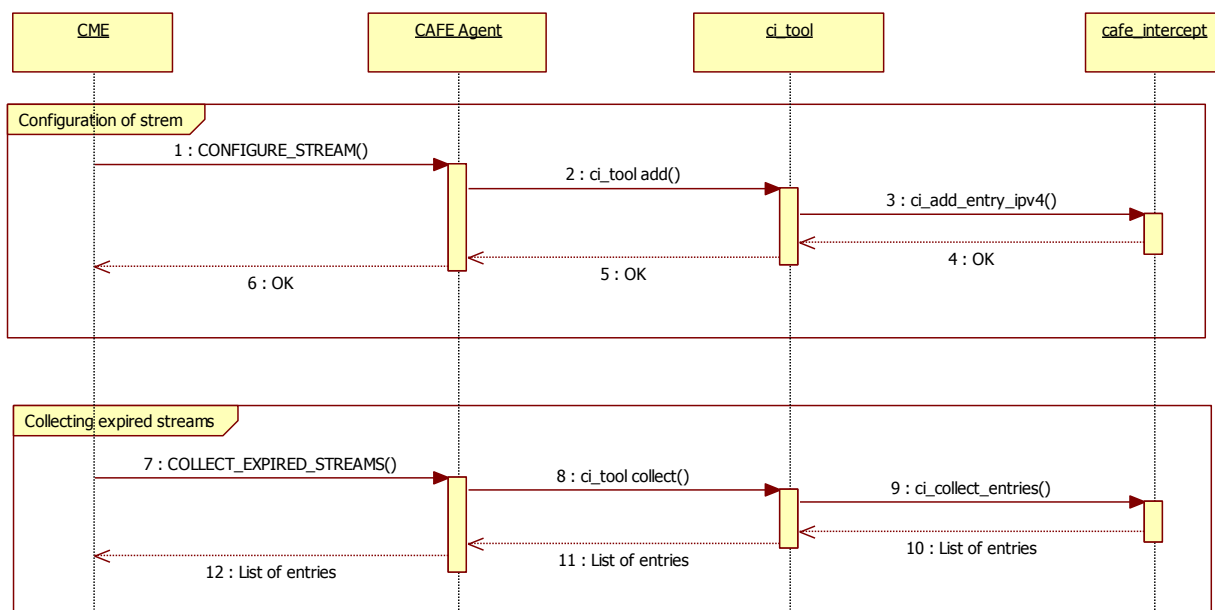 CME
CAFE Agent
ci_tool
cafe_intercept
Configuration of strem
1 : CONFIGURE_STREAM()
2 : ci_tool add()
3 : ci_add_entry_ipv4()
4 : OK
5 : OK
6 : OK
Collecting expired streams
7 : COLLECT_EXPIRED_STREAMS()
8 : ci_tool collect()
9 : ci_collect_entries()
10 : List of entries
11 : List of entries
12 : List of entries